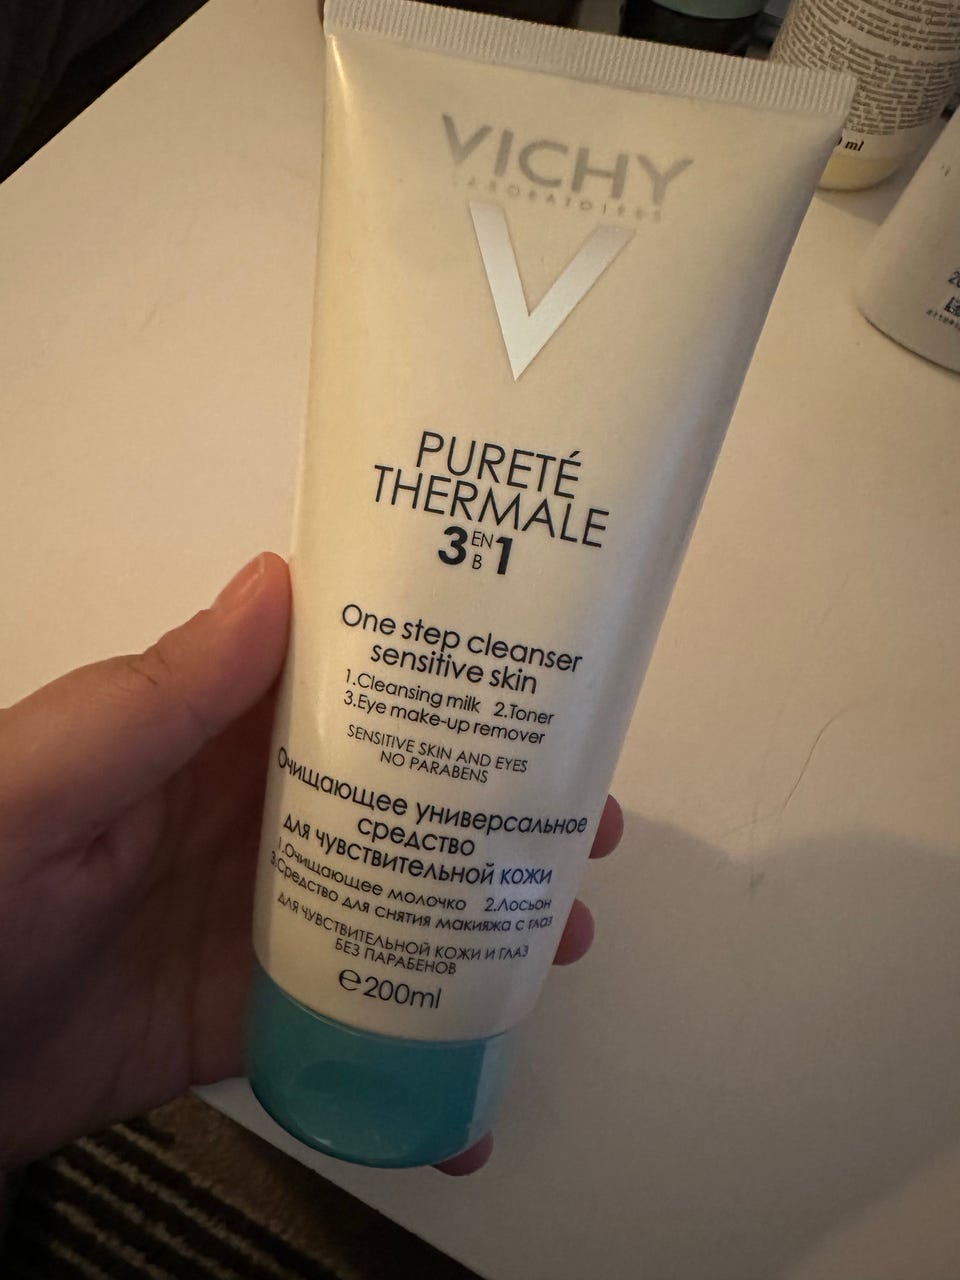 VICHY
LABORATOIRES
PURETÉ
THERMALE
3 EN B 1
One step cleanser
sensitive skin
1.Cleansing milk 2.Toner
3.Eye make-up remover
SENSITIVE SKIN AND EYES
NO PARABENS
Очищающее универсальное
средство
для чувствительной кожи
1.Очищающее молочко 2.Лосьон
3.Средство для снятия макияжа с глаз
ДЛЯ ЧУВСТВИТЕЛЬНОЙ КОЖИ И ГЛАЗ
БЕЗ ПАРАБЕНОВ
℮200ml
ml